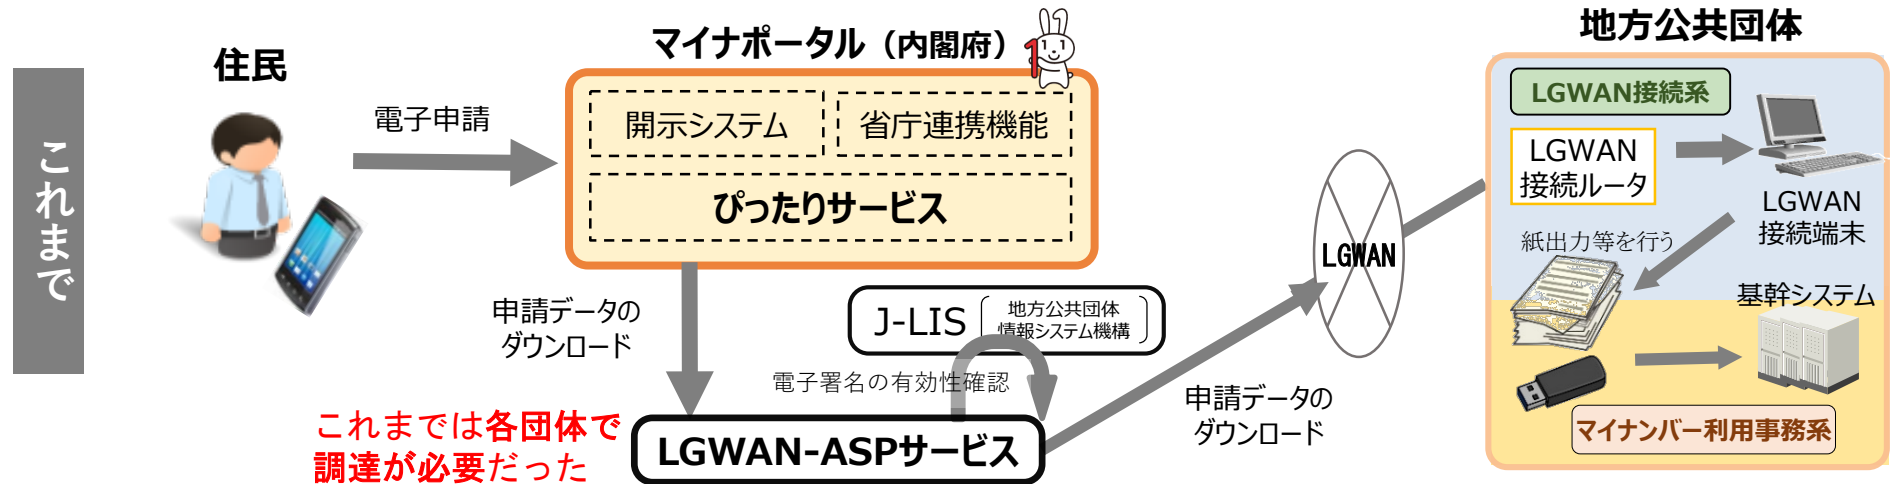 これまで
住民
電子申請
マイナポータル（内閣府）
1
開示システム
省庁連携機能
ぴったりサービス
申請データの
ダウンロード
J-LIS
地方公共団体
情報システム機構
電子署名の有効性確認
これまでは各団体で
調達が必要だった
LGWAN-ASPサービス
申請データの
ダウンロード
LGWAN
地方公共団体
LGWAN接続系
LGWAN
接続ルータ
LGWAN
接続端末
紙出力等を行う
基幹システム
マイナンバー利用事務系